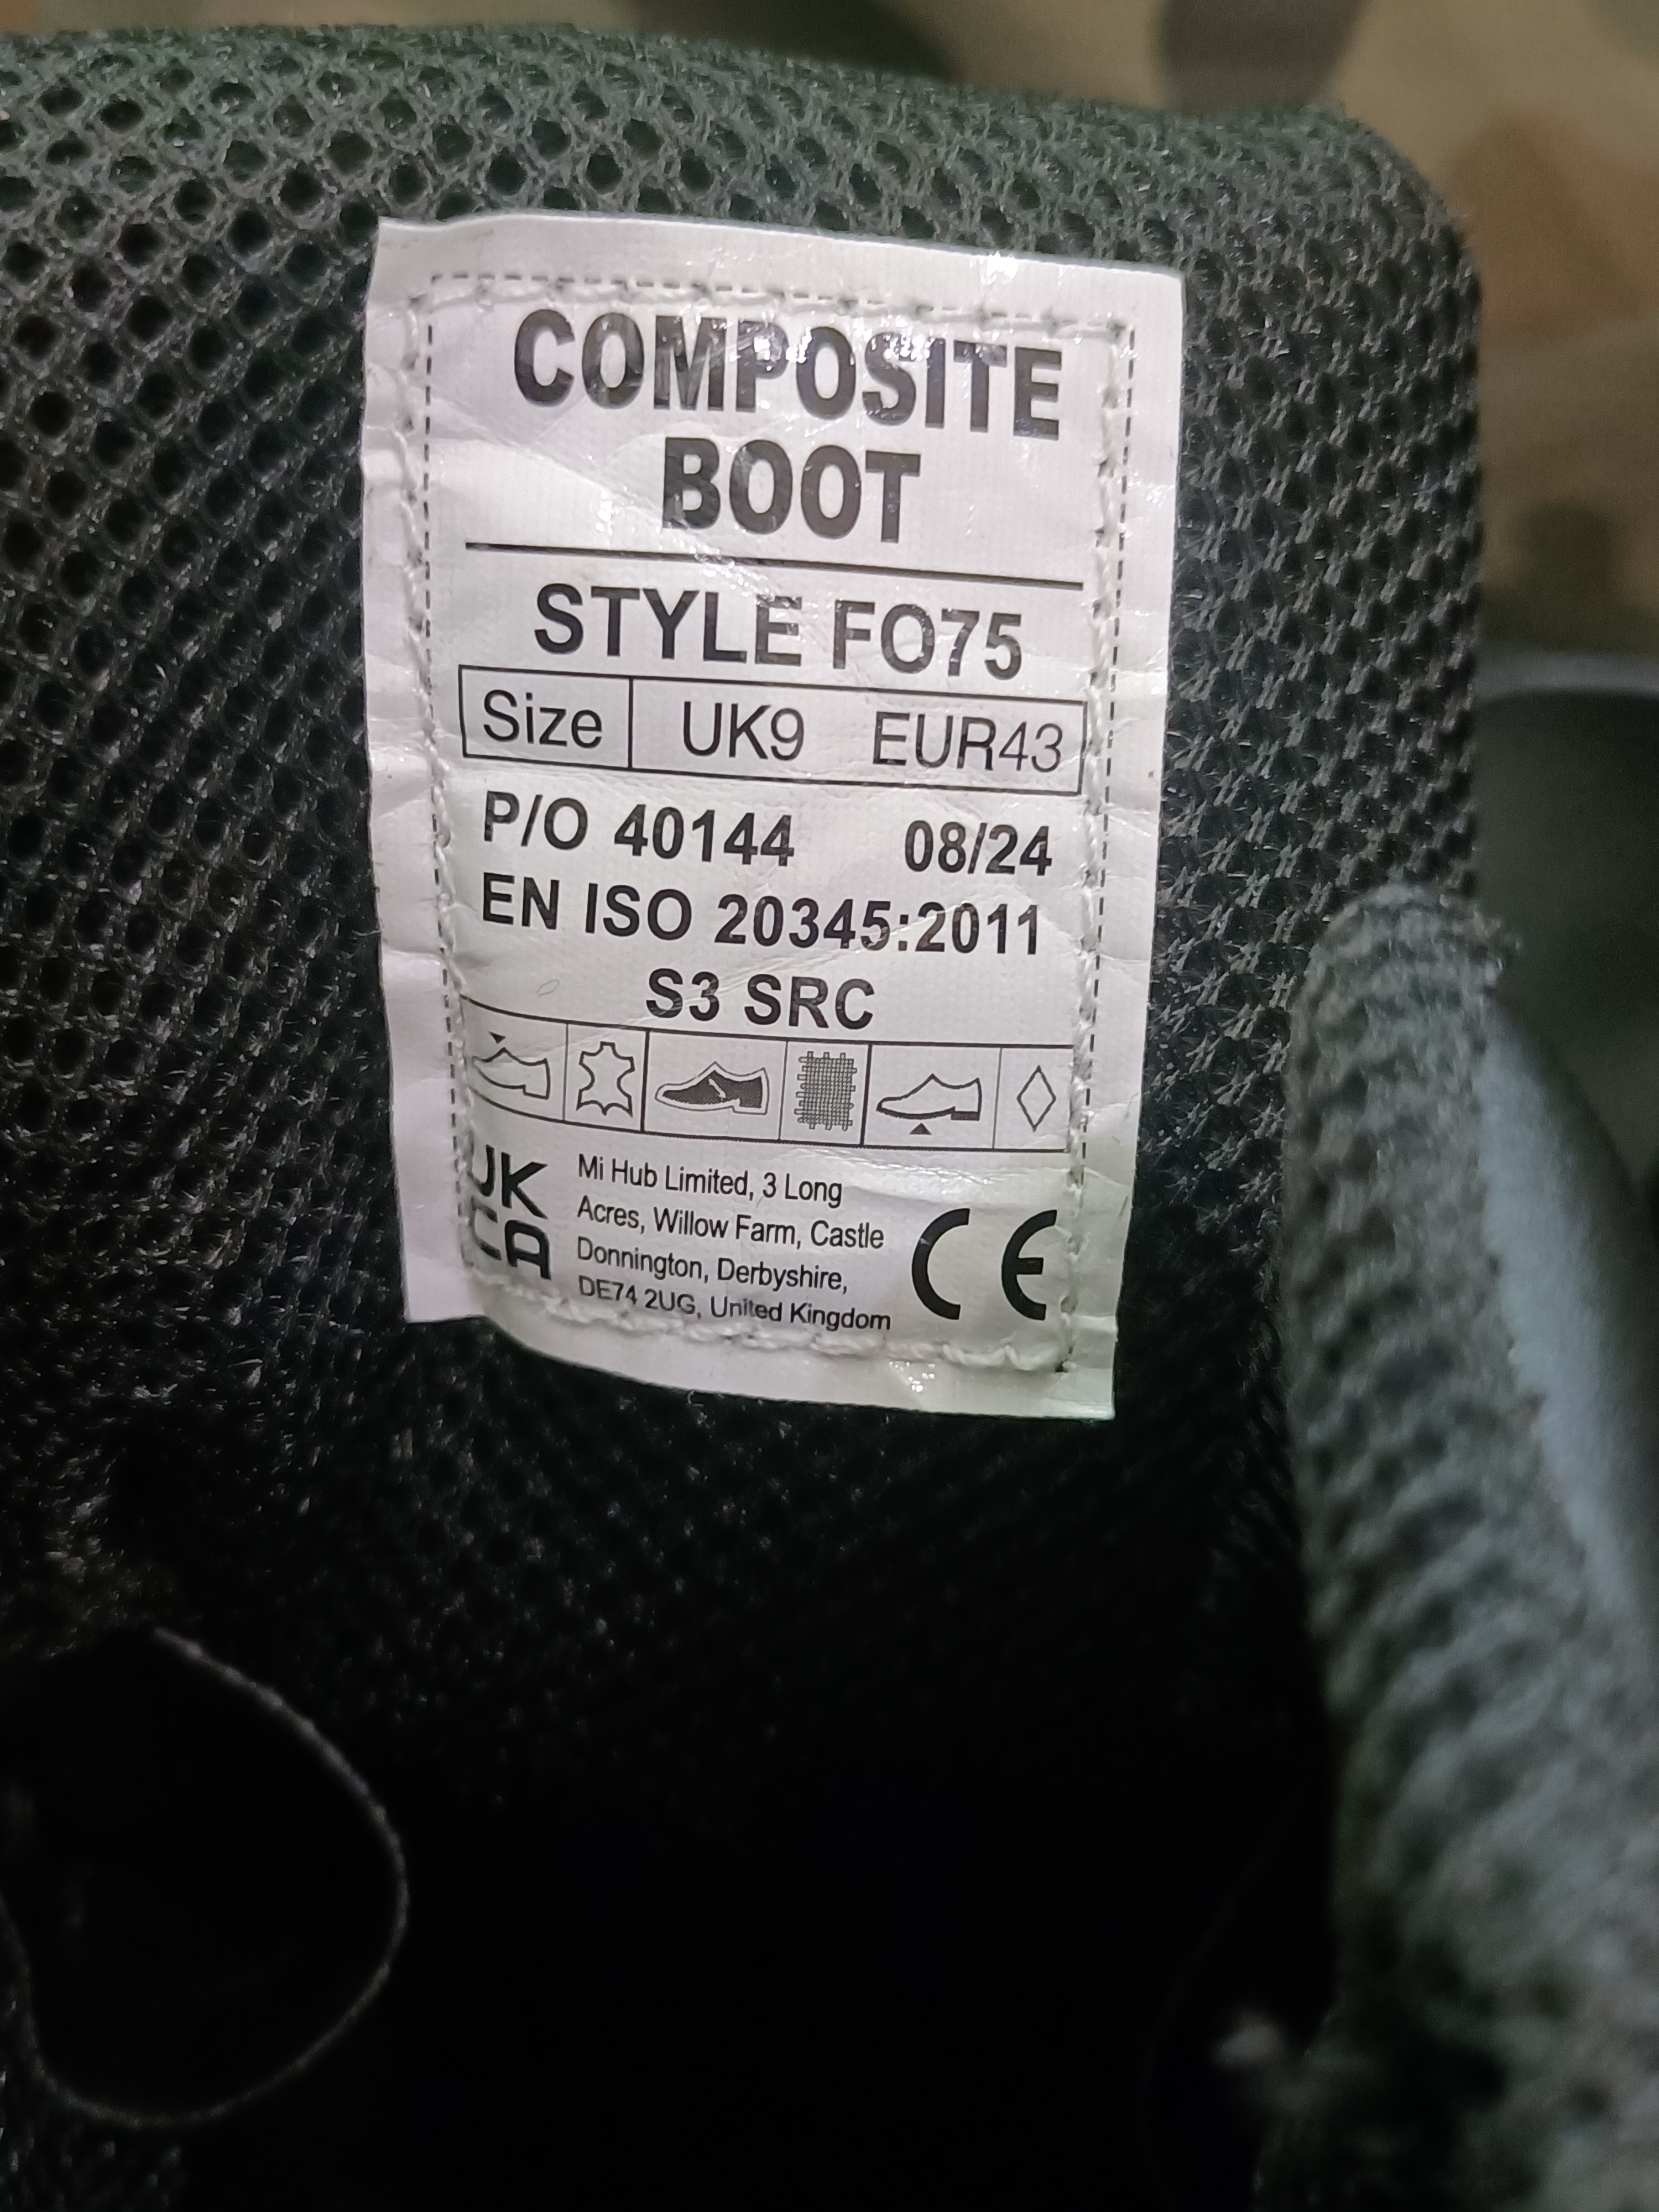 COMPOSITE
BOOT
STYLE FO75
Size UK9 EUR43
P/O 40144 08/24
EN ISO 20345:2011
S3 SRC
UK
CA
Mi Hub Limited, 3 Long
Acres, Willow Farm, Castle
Donnington, Derbyshire,
DE74 2UG, United Kingdom
CE